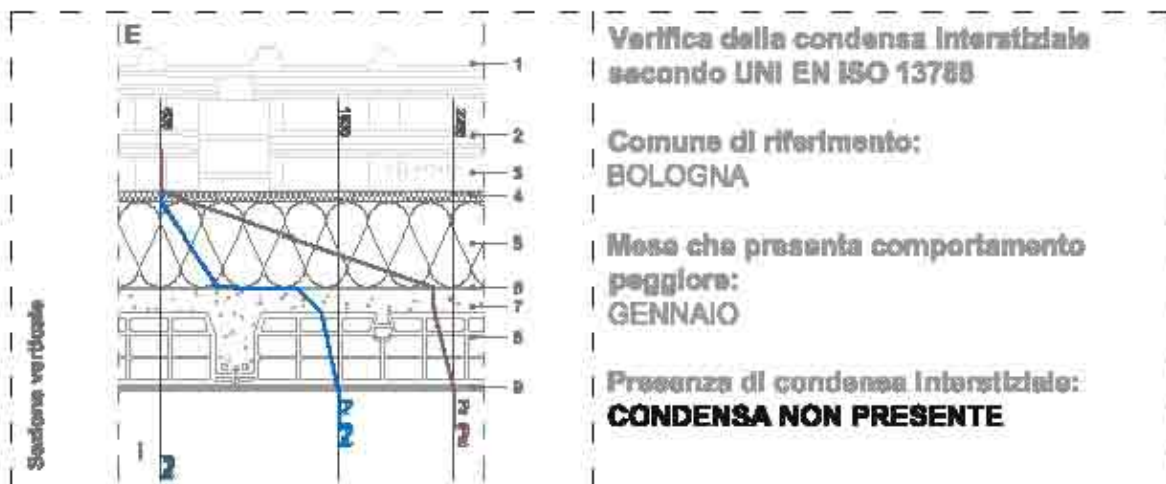 E
1
2
3
4
5
6
7
8
9
Sezione verticale
Verifica della condensa interstiziale
secondo UNI EN ISO 13788
Comune di riferimento:
BOLOGNA
Mese che presenta comportamento
peggiore:
GENNAIO
Presenza di condensa interstiziale:
CONDENSA NON PRESENTE